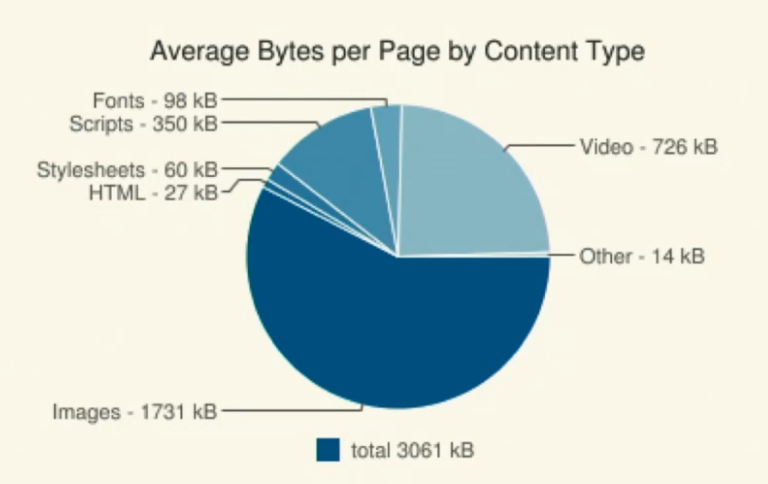 Average Bytes per Page by Content Type
Fonts - 98 kB
Scripts - 350 kB
Stylesheets - 60 kB
HTML - 27 kB
Video - 726 kB
Other - 14 kB
Images - 1731 kB
total 3061 kB